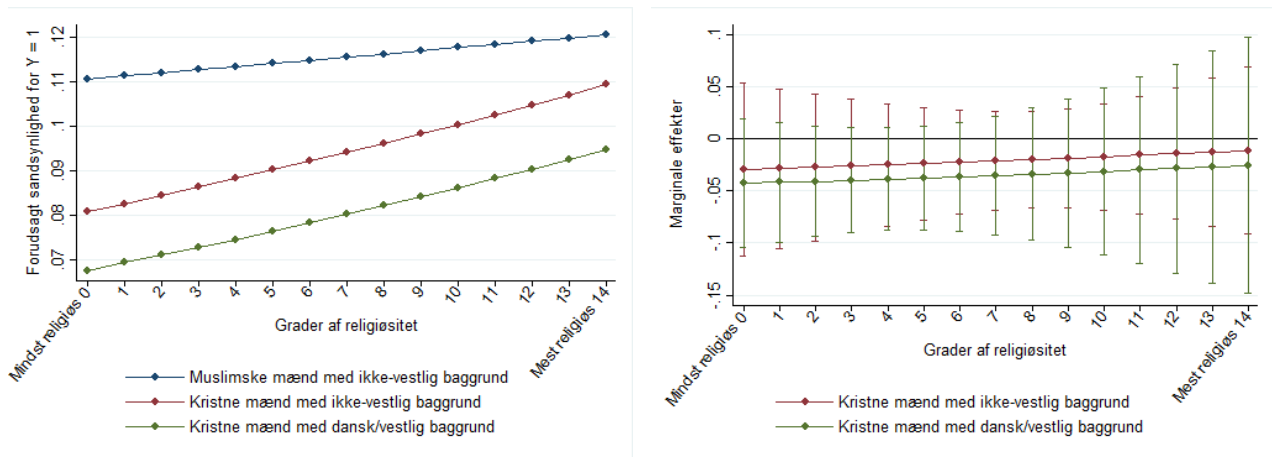 Forudsagt sandsynlighed for Y = 1
.12
.11
.1
.09
.08
.07
Mindst religiøs 0
1
2
3
4
5
6
7
8
9
10
11
12
13
Mest religiøs 14
Grader af religiøsitet
Muslimske mænd med ikke-vestlig baggrund
Kristne mænd med ikke-vestlig baggrund
Kristne mænd med dansk/vestlig baggrund
Marginale effekter
.1
.05
0
-.05
-.1
-.15
Mindst religiøs 0
1
2
3
4
5
6
7
8
9
10
11
12
13
Mest religiøs 14
Grader af religiøsitet
Kristne mænd med ikke-vestlig baggrund
Kristne mænd med dansk/vestlig baggrund